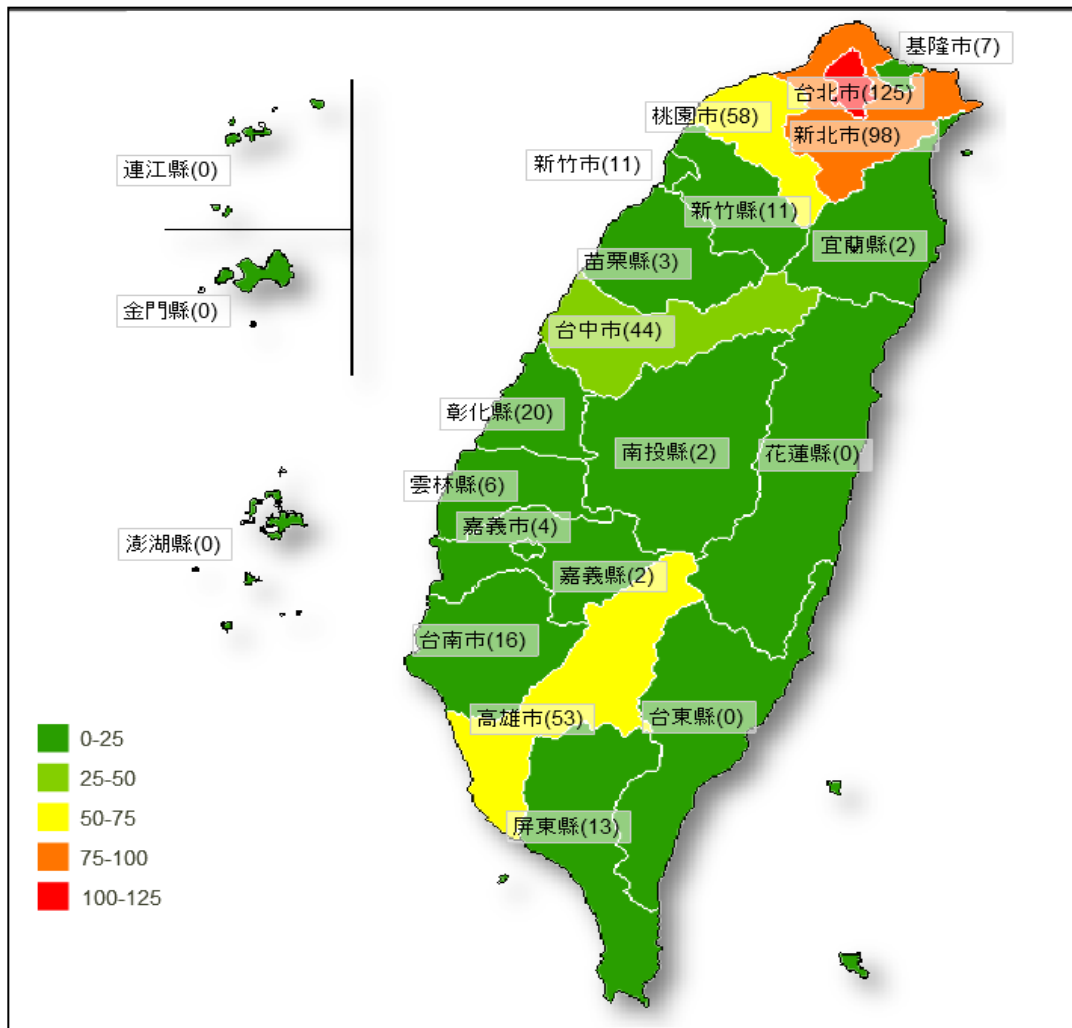 基隆市(7)
台北市(125)
桃園市(58)
新北市(98)
新竹市(11)
連江縣(0)
新竹縣(11)
宜蘭縣(2)
苗栗縣(3)
金門縣(0)
台中市(44)
彰化縣(20)
南投縣(2)
花蓮縣(0)
雲林縣(6)
嘉義市(4)
澎湖縣(0)
嘉義縣(2)
台南市(16)
高雄市(53)
台東縣(0)
屏東縣(13)
0-25
25-50
50-75
75-100
100-125